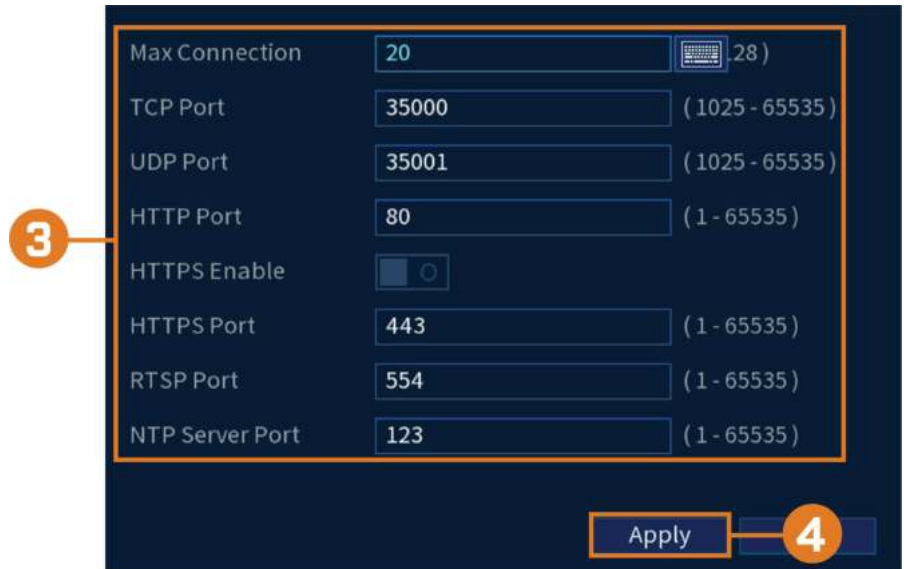 Max Connection 20 .28 )
TCP Port 35000 ( 1025 - 65535 )
UDP Port 35001 ( 1025 - 65535 )
HTTP Port 80 ( 1 - 65535 )
HTTPS Enable
HTTPS Port 443 ( 1 - 65535 )
RTSP Port 554 ( 1 - 65535 )
NTP Server Port 123 ( 1 - 65535 )
3
Apply 4